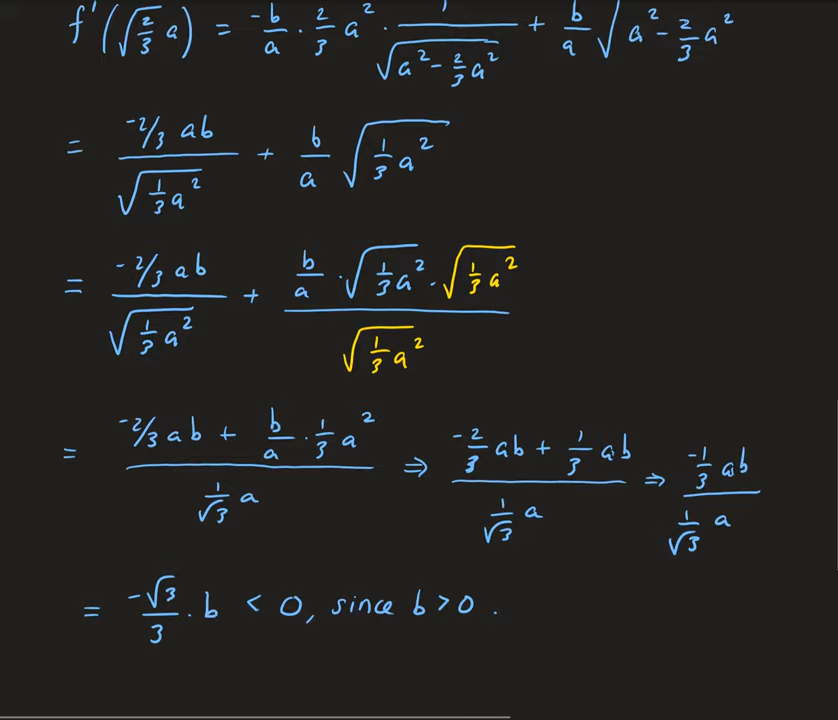 f'(√(2/3) a) = -b/a · 2/3 a² · 1/√(a² - 2/3 a²) + b/a √(a² - 2/3 a²)
= (-2/3 ab)/√(1/3 a²) + b/a √(1/3 a²)
= (-2/3 ab)/√(1/3 a²) + (b/a · √(1/3 a²) · √(1/3 a²))/√(1/3 a²)
= (-2/3 ab + b/a · 1/3 a²)/(1/√3 a) ⇒ (-2/3 ab + 1/3 ab)/(1/√3 a) ⇒ (-1/3 ab)/(1/√3 a)
= -√3/3 · b < 0, since b > 0.